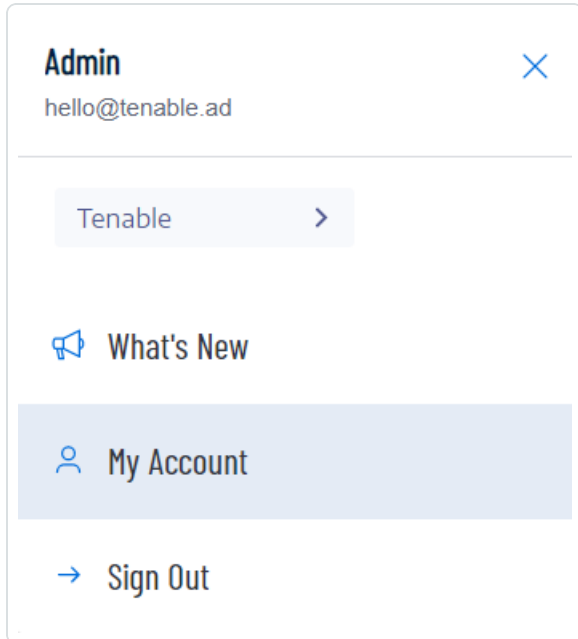 Admin
hello@tenable.ad
Tenable
What's New
My Account
Sign Out